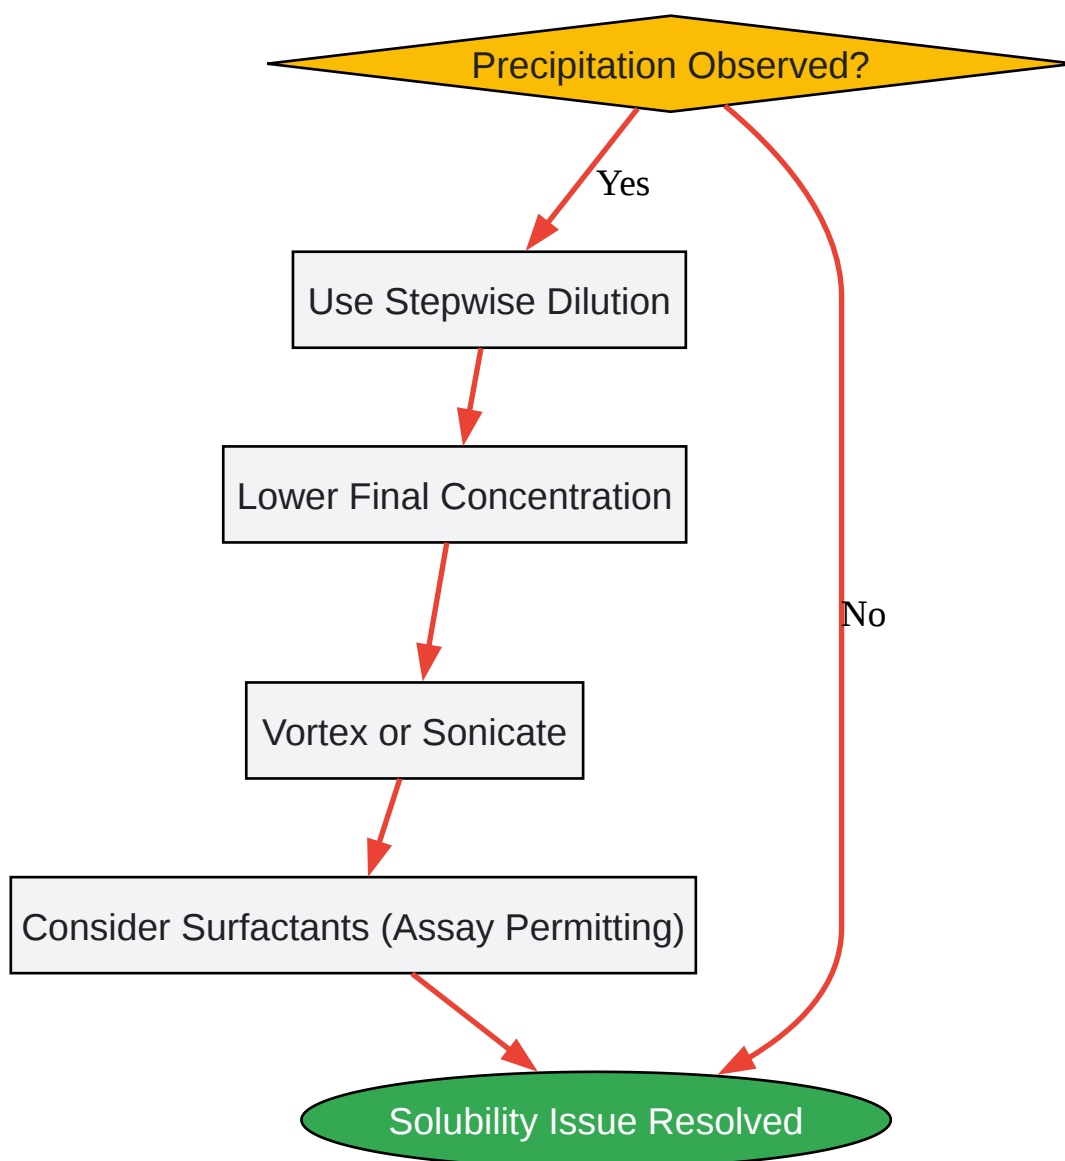 Precipitation Observed?
Yes
Use Stepwise Dilution
Lower Final Concentration
No
Vortex or Sonicate
Consider Surfactants (Assay Permitting)
Solubility Issue Resolved